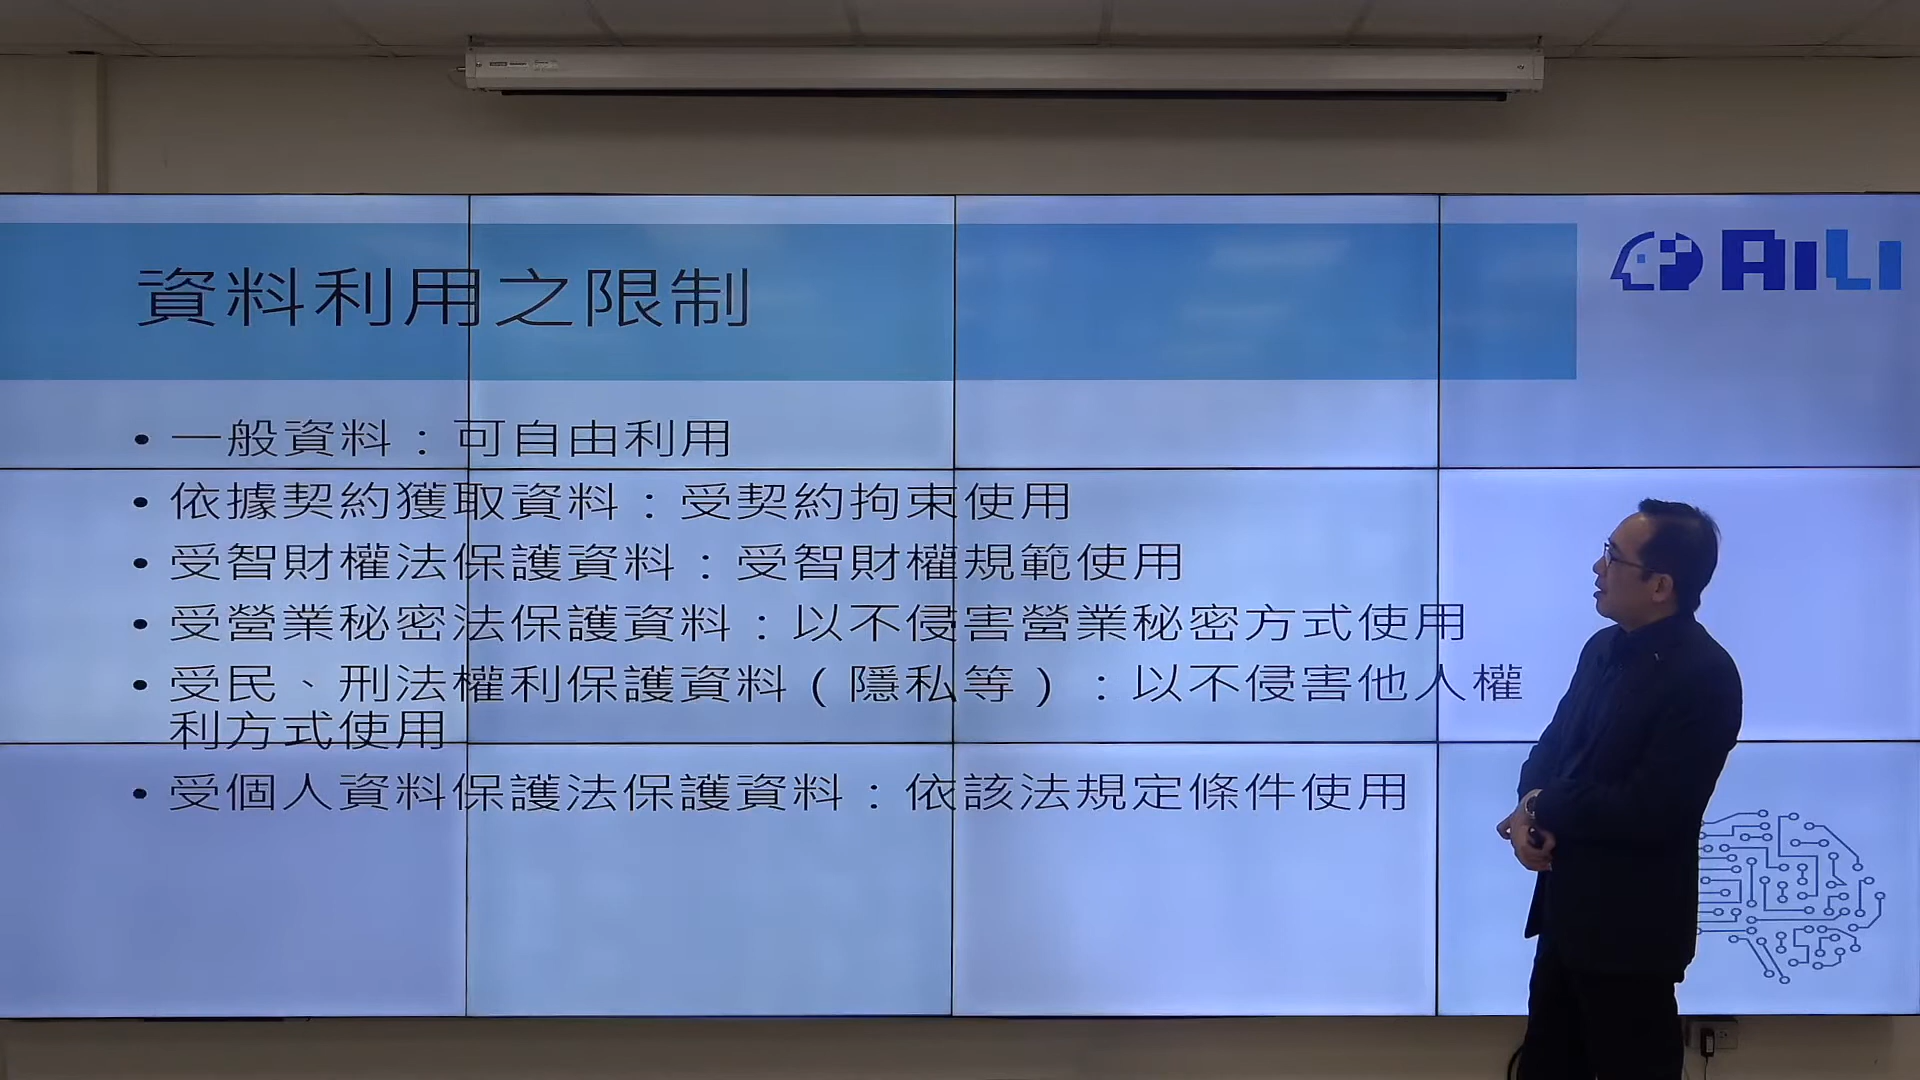 資料利用之限制
AiLi
• 一般資料：可自由利用
• 依據契約獲取資料：受契約拘束使用
• 受智財權法保護資料：受智財權規範使用
• 受營業秘密法保護資料：以不侵害營業秘密方式使用
• 受民、刑法權利保護資料（隱私等）：以不侵害他人權
利方式使用
• 受個人資料保護法保護資料：依該法規定條件使用